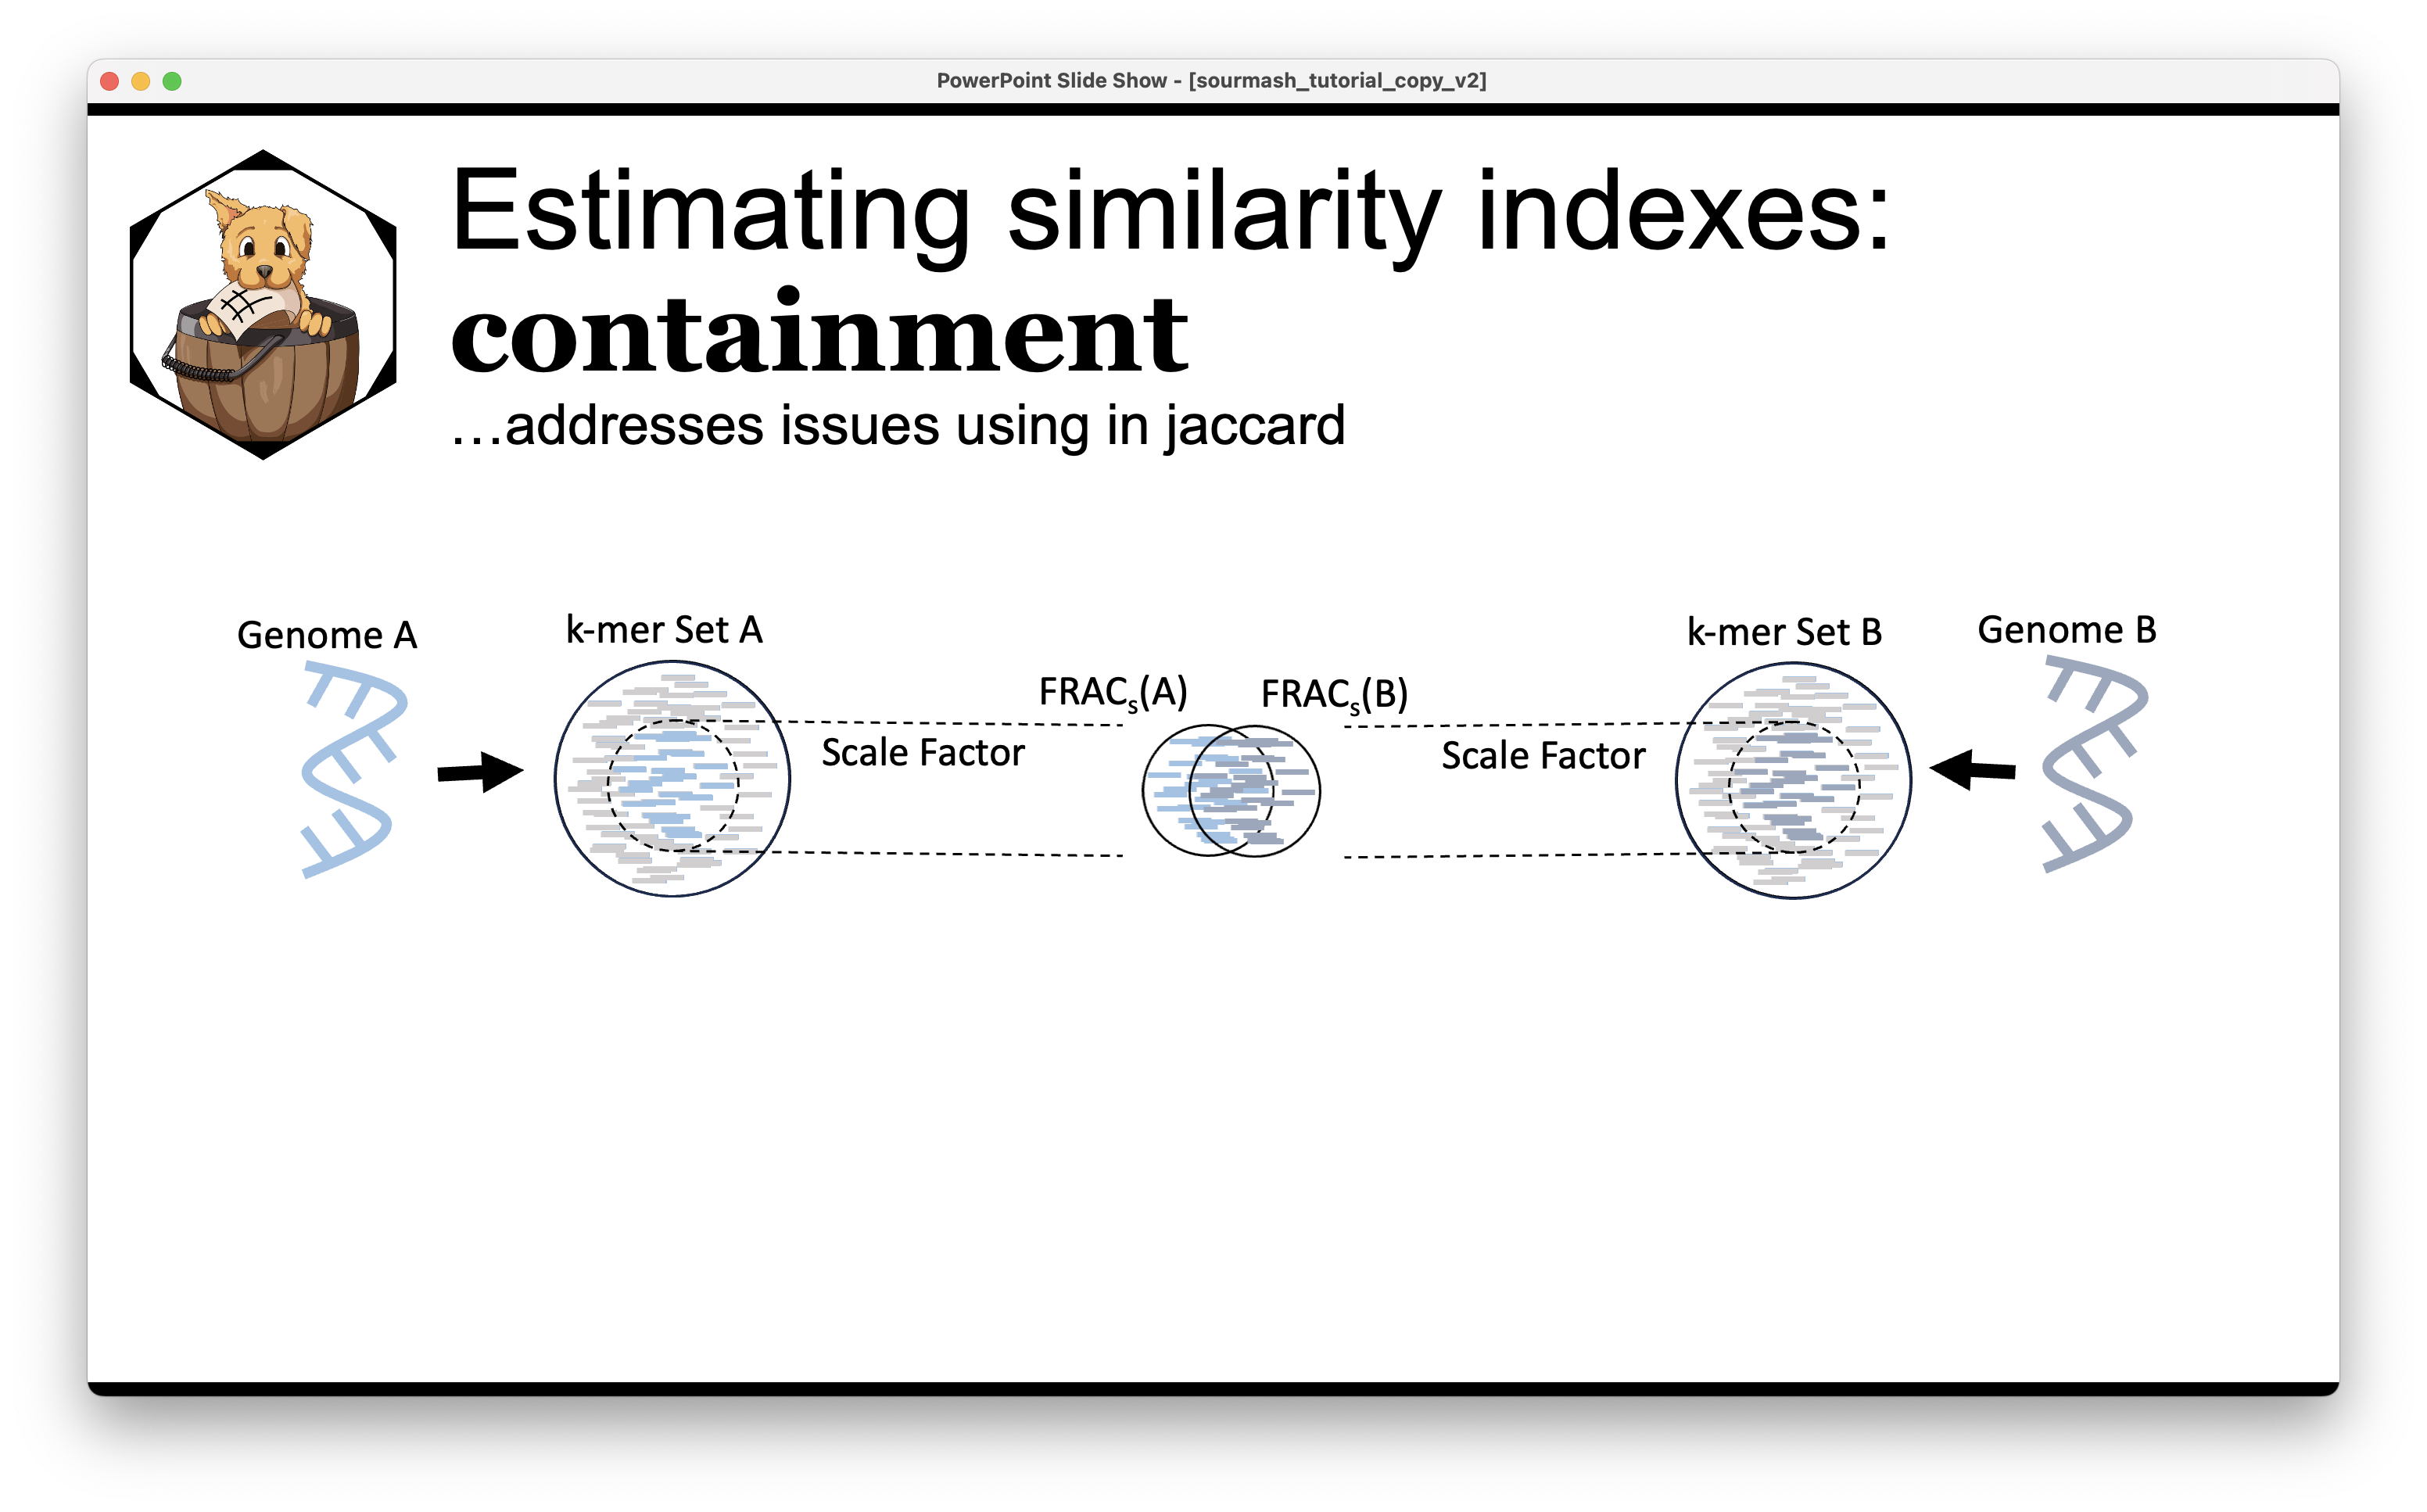 PowerPoint Slide Show - [sourmash_tutorial_copy_v2]
Estimating similarity indexes:
containment
…addresses issues using in jaccard
Genome A
k-mer Set A
FRACs(A)
FRACs(B)
k-mer Set B
Genome B
Scale Factor
Scale Factor